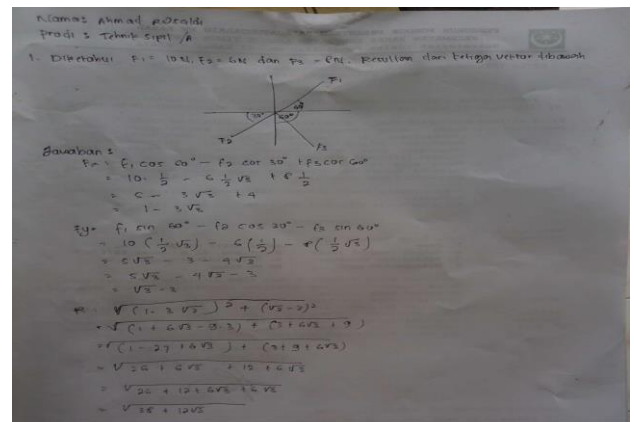 Nama : Ahmad
Prodi : Teknik Sipil /A
1. Diketahui F1 = 10 N, F2 = 6N dan F3 = 8N. Resultan dari ketiga vektor dibawah
F1
60°
30°
60°
F2
F3
Jawaban :
Fx = F1 cos 60° - F2 cos 30° + F3 cos 60°
= 10. 1/2 - 6 1/2 √3 + 8 1/2
= 5 - 3 √3 + 4
= 1 - 3 √3
Fy = F1 sin 60° - F2 cos 30° - F3 sin 60°
= 10 (1/2 √3) - 6 (1/2) - 8 (1/2 √3)
= 5√3 - 3 - 4√3
= 5√3 - 4√3 - 3
= √3 - 3
R = √(1 - 3√3)² + (√3 - 3)²
= √(1 + 6√3 - 9.3) + (3 + 6√3 + 9)
= √(1 - 27 + 6√3) + (3 + 9 + 6√3)
= √26 + 6√3 + 12 + 6√3
= √26 + 12 + 6√3 + 6√3
= √38 + 12√3